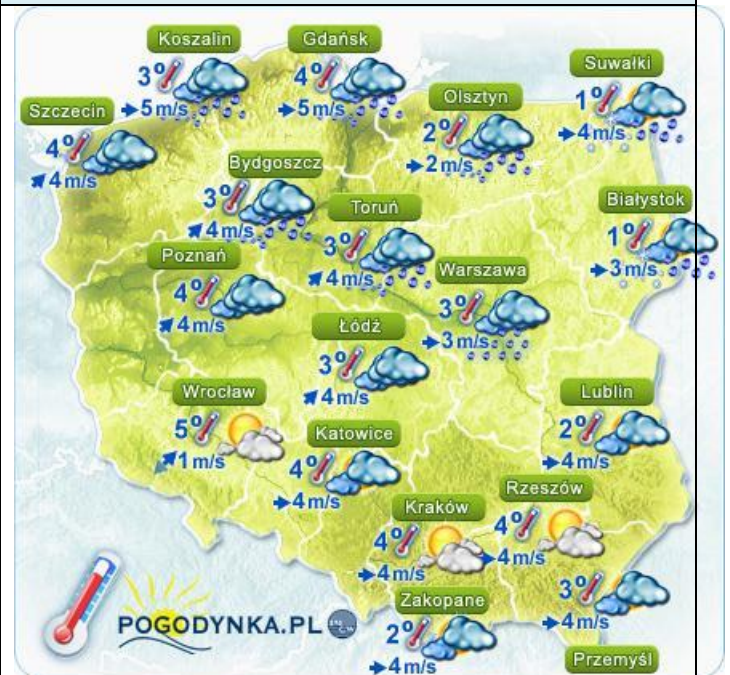 Koszalin
3°
5 m/s
Gdańsk
4°
5 m/s
Suwałki
1°
4 m/s
Szczecin
4°
4 m/s
Olsztyn
2°
2 m/s
Bydgoszcz
3°
4 m/s
Toruń
3°
4 m/s
Białystok
1°
3 m/s
Poznań
4°
4 m/s
Warszawa
3°
3 m/s
Łódź
3°
4 m/s
Wrocław
5°
1 m/s
Katowice
4°
4 m/s
Lublin
2°
4 m/s
Kraków
4°
4 m/s
Rzeszów
4°
4 m/s
Zakopane
2°
4 m/s
3°
4 m/s
Przemyśl
POGODYNKA.PL